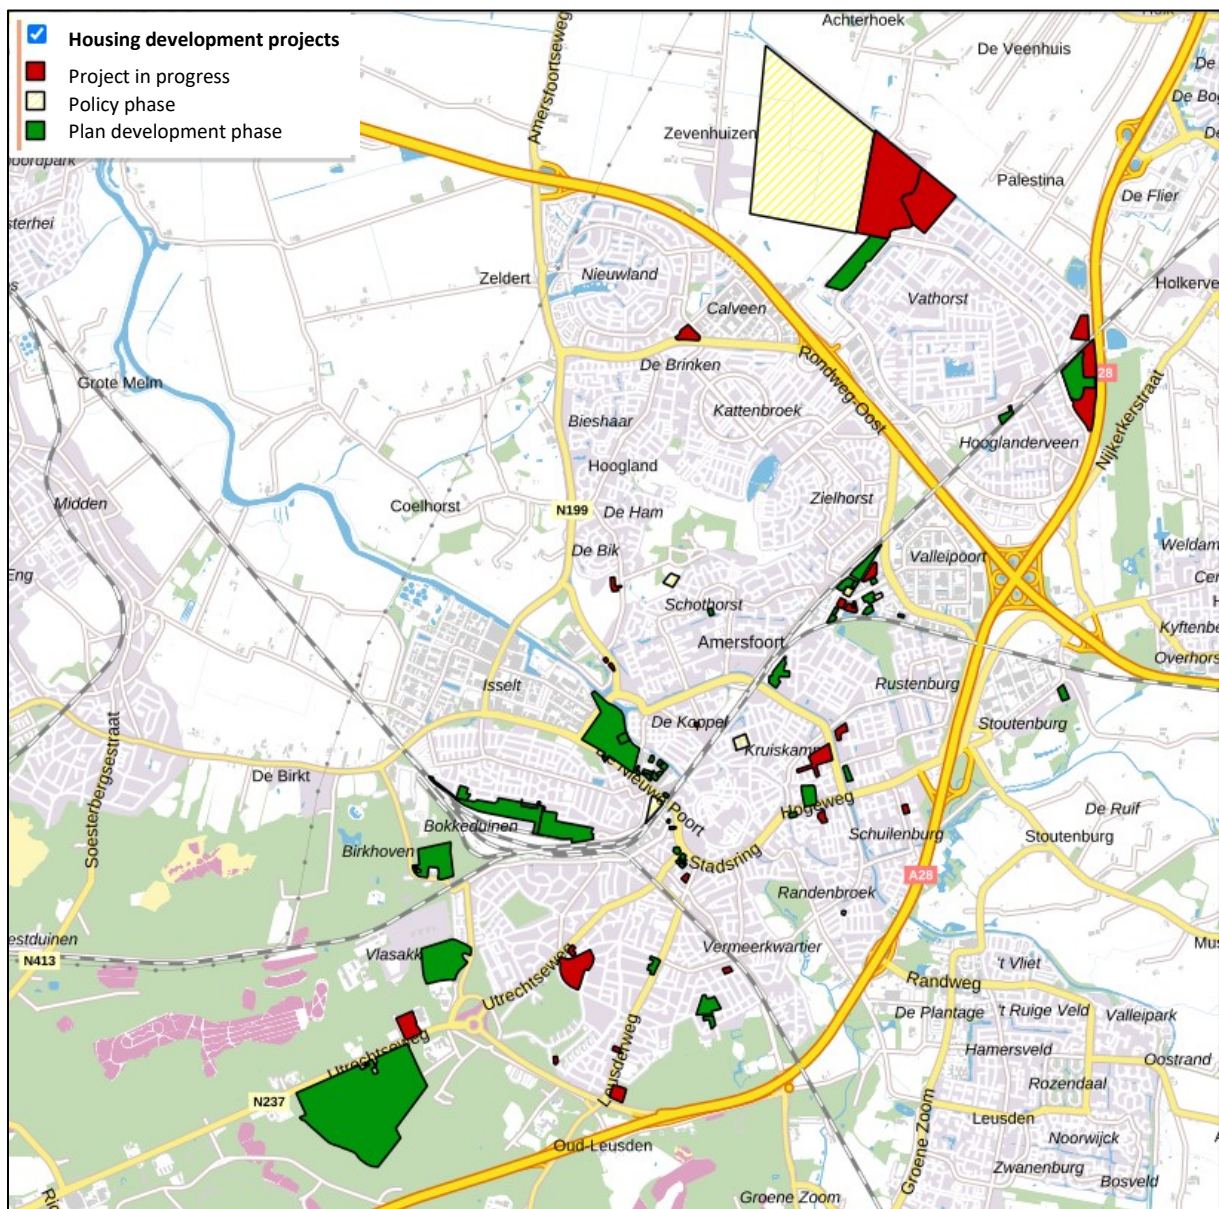 Housing development projects
Project in progress
Policy phase
Plan development phase
Amersfoortseweg
Achterhoek
De Veenhuis
Zevenhuizen
Palestina
De Flier
Zeldert
Nieuwland
Calveen
Vathorst
De Brinken
Rondweg-Oost
28
Grote Melm
Bieshaar
Kattenbroek
Hooglanderveen
Nijkerkerstraat
Hoogland
Midden
Coelhorst
N199
De Ham
Zielhorst
De Bik
Valleipoort
Eng
Schothorst
Amersfoort
Isselt
Rustenburg
De Koppel
Stoutenburg
Soesterbergsestraat
De Birkt
Kruiskamp
Nieuwe Poort
Hogeweg
De Ruif
Bokkeduinen
Schuilenburg
Stoutenburg
Birkhoven
Stadsring
A28
Randenbroek
N413
Vlasakk
Vermeerkwartier
't Vliet
Utrechtseweg
Randweg
De Plantage
't Ruige Veld
Valleipark
Utrechtseweg
Hamersveld
Oostrand
Leusderweg
Rozendaal
N237
Leusden
Oud-Leusden
Groene Zoom
Noorwijck
Zwanenburg
Bosveld
Groene Zoom